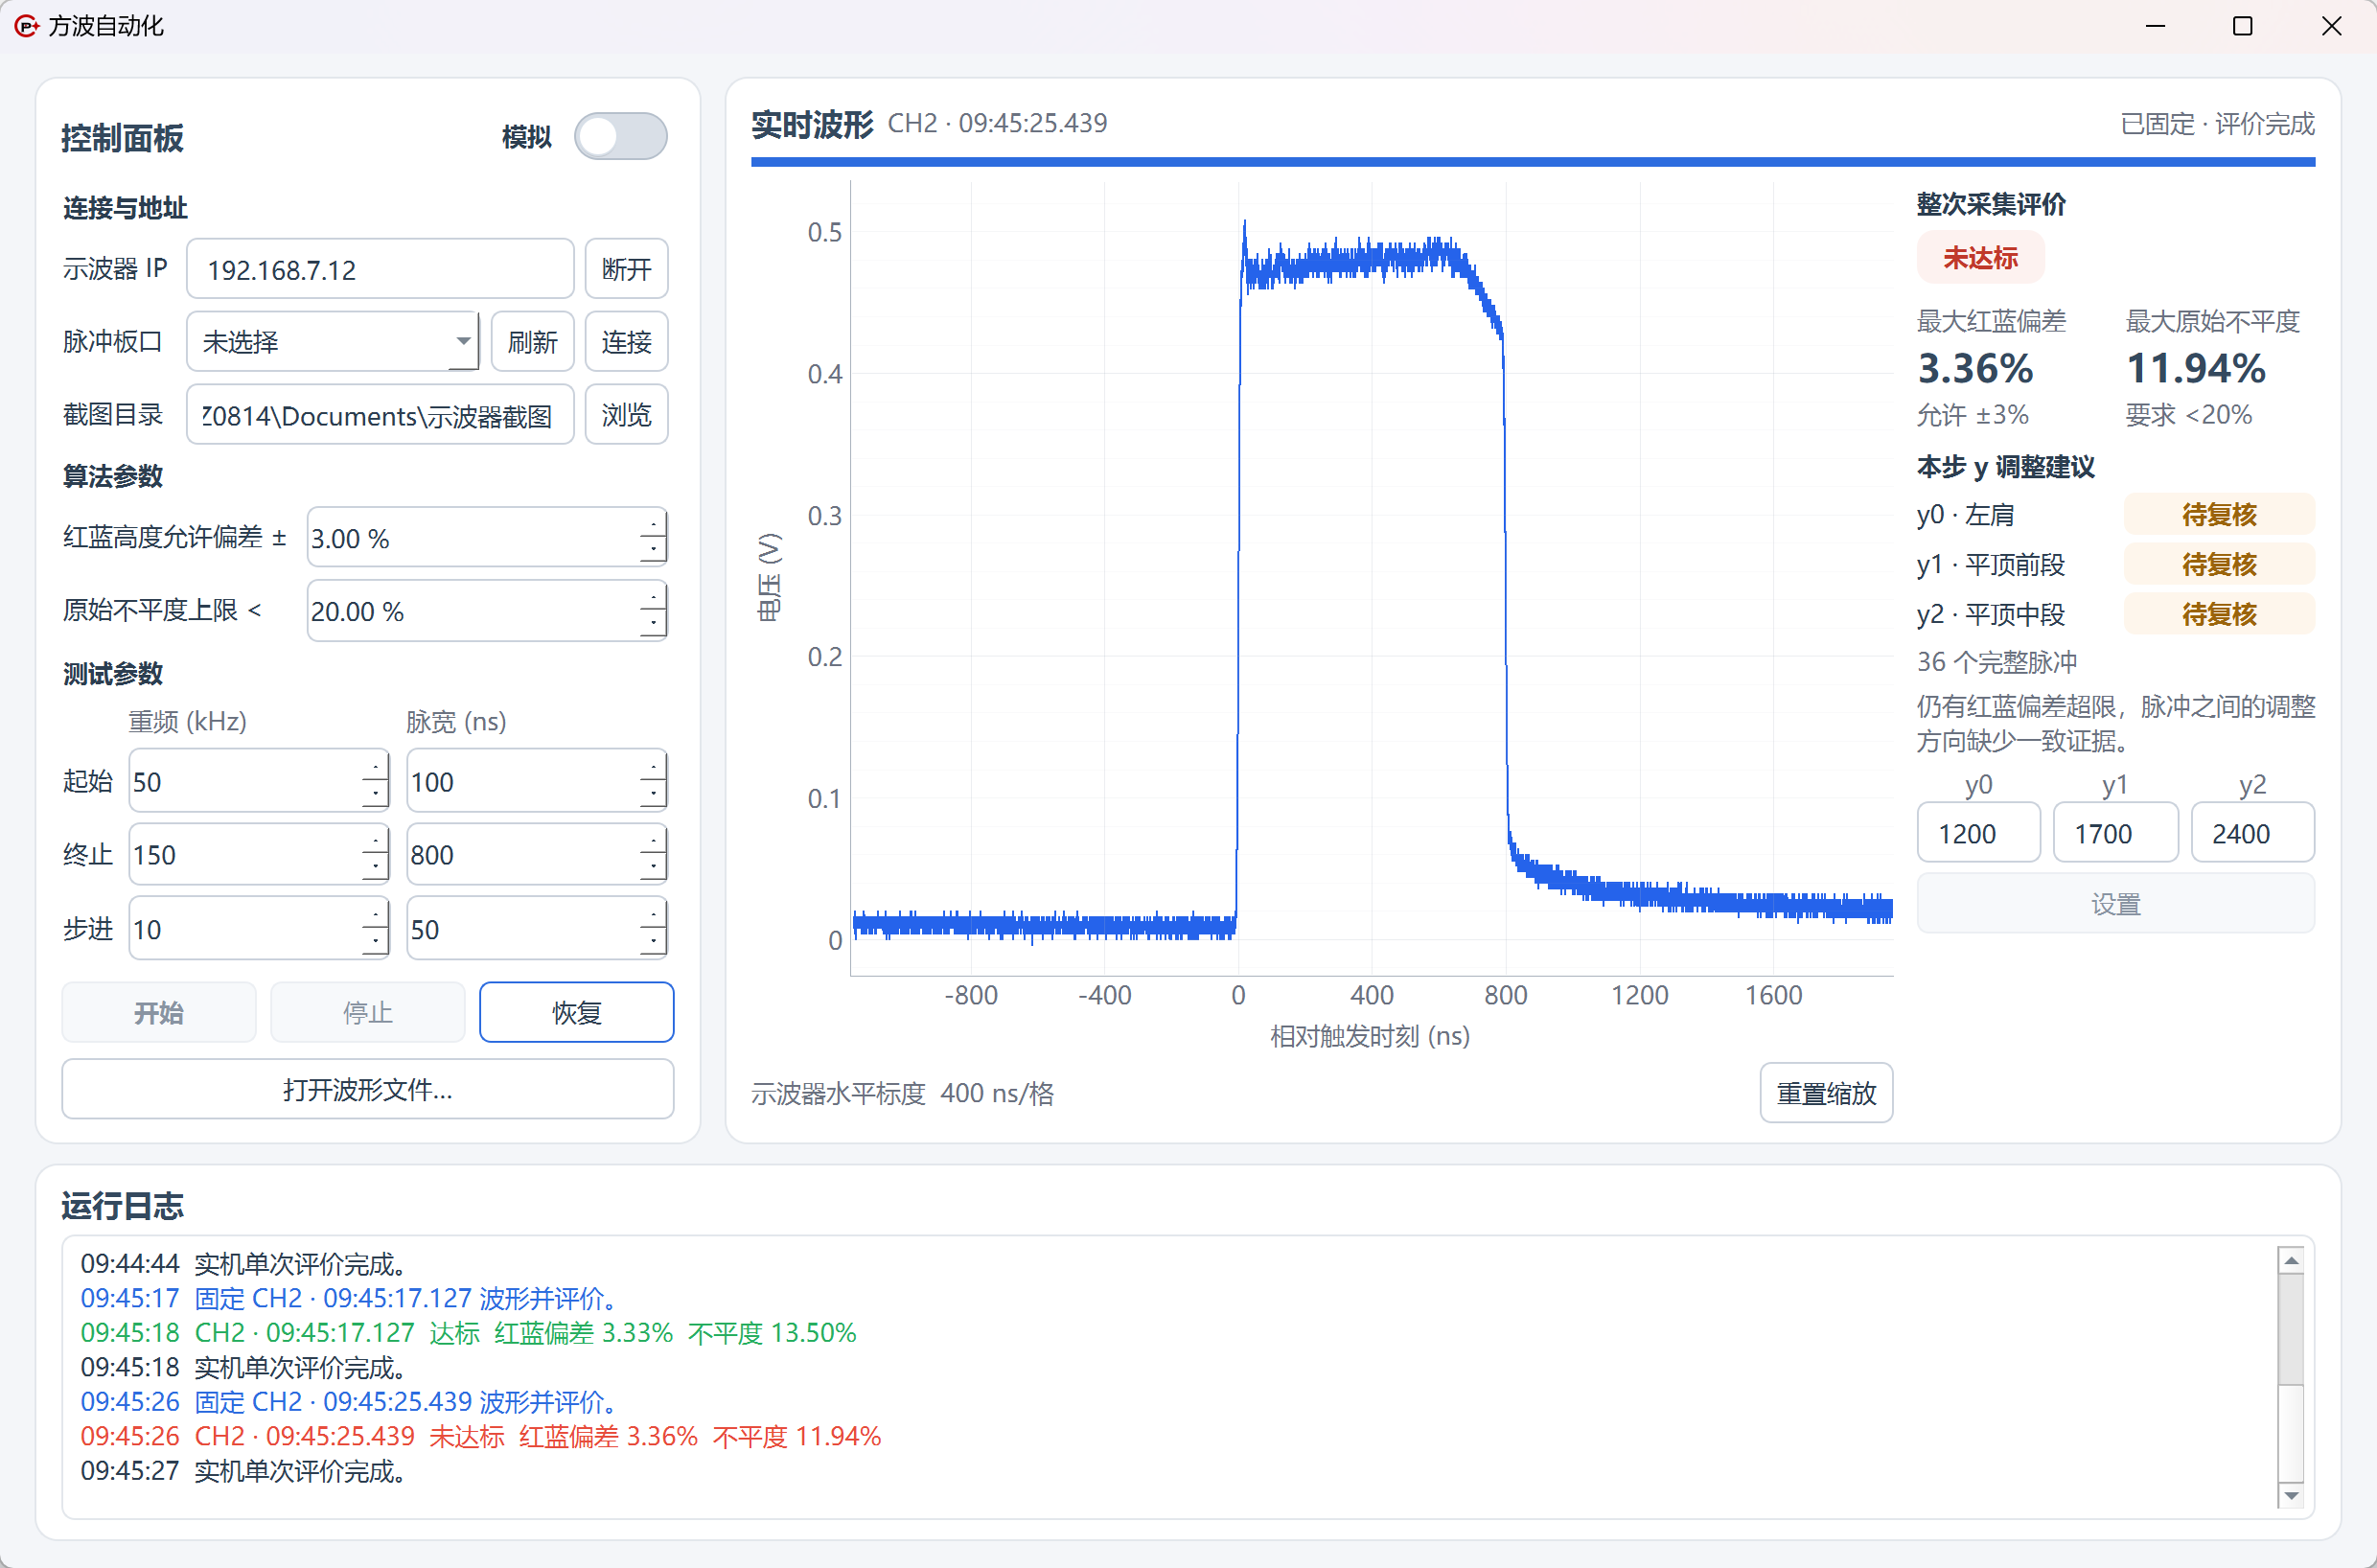 方波自动化
控制面板
模拟
连接与地址
示波器 IP 192.168.7.12 断开
脉冲板口 未选择 刷新 连接
截图目录 Z0814\Documents\示波器截图 浏览
算法参数
红蓝高度允许偏差 ± 3.00 %
原始不平度上限 < 20.00 %
测试参数
重频 (kHz) 脉宽 (ns)
起始 50 100
终止 150 800
步进 10 50
开始 停止 恢复
打开波形文件...
实时波形 CH2 · 09:45:25.439
已固定 · 评价完成
0.5
0.4
0.3
0.2
0.1
0
电压 (V)
-800 -400 0 400 800 1200 1600
相对触发时刻 (ns)
示波器水平标度 400 ns/格
重置缩放
整次采集评价
未达标
最大红蓝偏差 最大原始不平度
3.36% 11.94%
允许 ±3% 要求 <20%
本步 y 调整建议
y0 · 左肩 待复核
y1 · 平顶前段 待复核
y2 · 平顶中段 待复核
36 个完整脉冲
仍有红蓝偏差超限，脉冲之间的调整
方向缺少一致证据。
y0 y1 y2
1200 1700 2400
设置
运行日志
09:44:44 实机单次评价完成。
09:45:17 固定 CH2 · 09:45:17.127 波形并评价。
09:45:18 CH2 · 09:45:17.127 达标 红蓝偏差 3.33% 不平度 13.50%
09:45:18 实机单次评价完成。
09:45:26 固定 CH2 · 09:45:25.439 波形并评价。
09:45:26 CH2 · 09:45:25.439 未达标 红蓝偏差 3.36% 不平度 11.94%
09:45:27 实机单次评价完成。